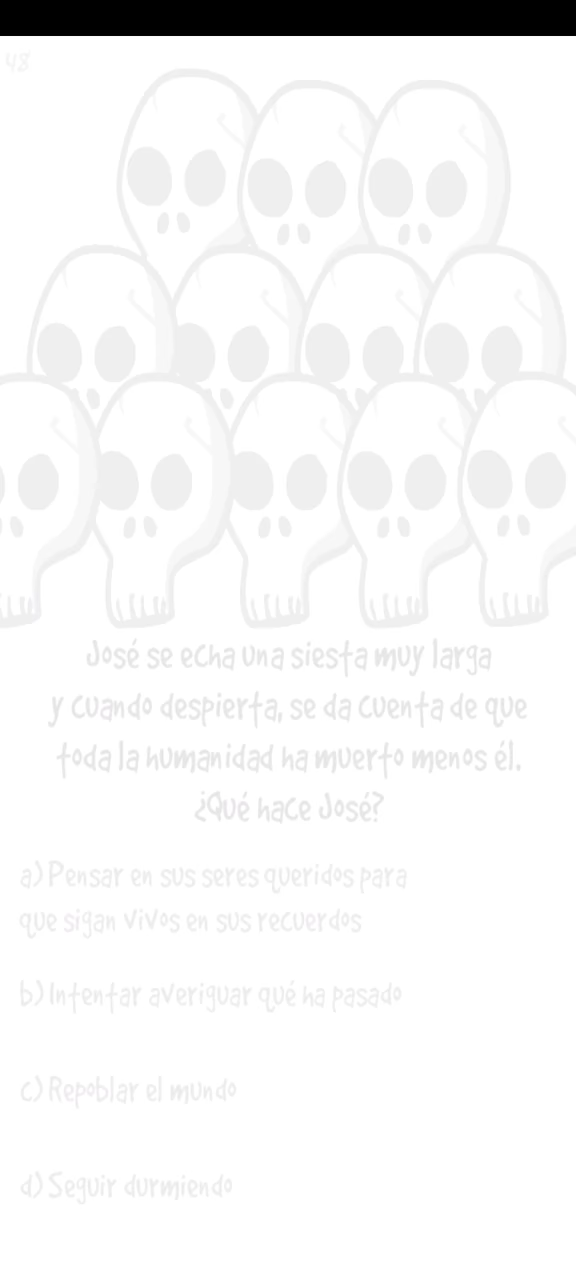 48
José se echa una siesta muy larga
y cuando despierta, se da cuenta de que
toda la humanidad ha muerto menos él.
¿Qué hace José?
a) Pensar en sus seres queridos para
que sigan vivos en sus recuerdos
b) Intentar averiguar qué ha pasado
c) Repoblar el mundo
d) Seguir durmiendo